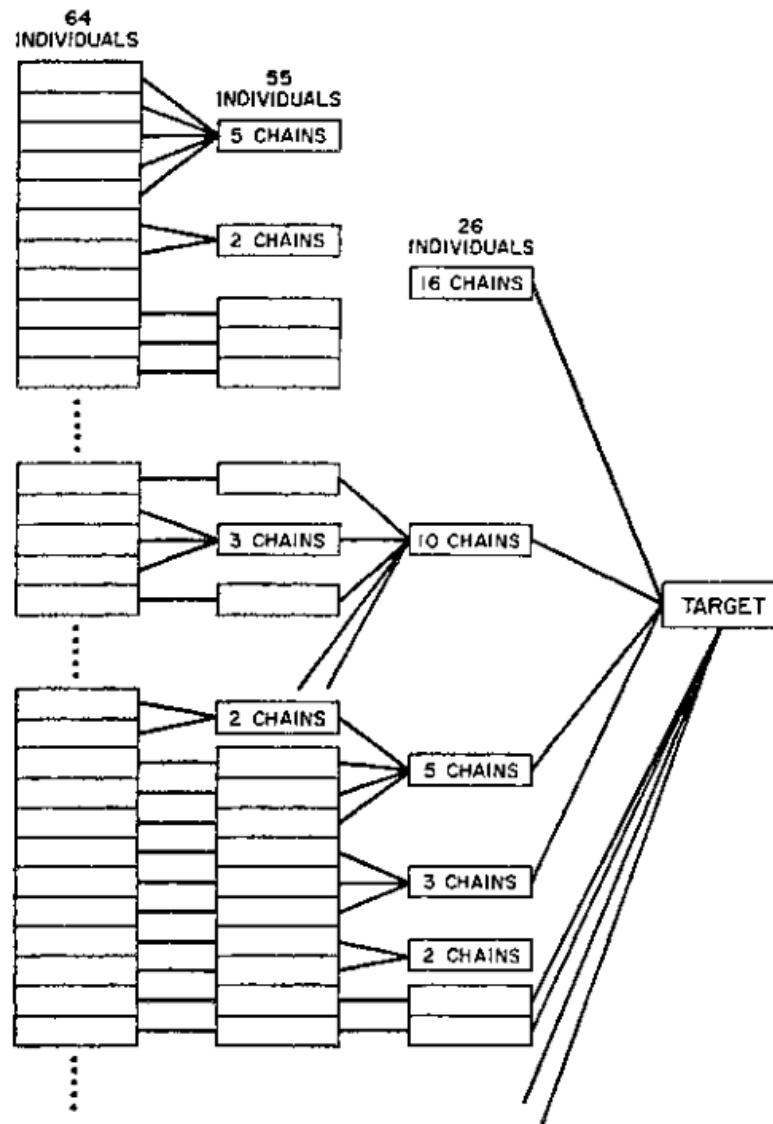 64
INDIVIDUALS
55
INDIVIDUALS
5 CHAINS
2 CHAINS
26
INDIVIDUALS
16 CHAINS
3 CHAINS
10 CHAINS
TARGET
2 CHAINS
5 CHAINS
3 CHAINS
2 CHAINS